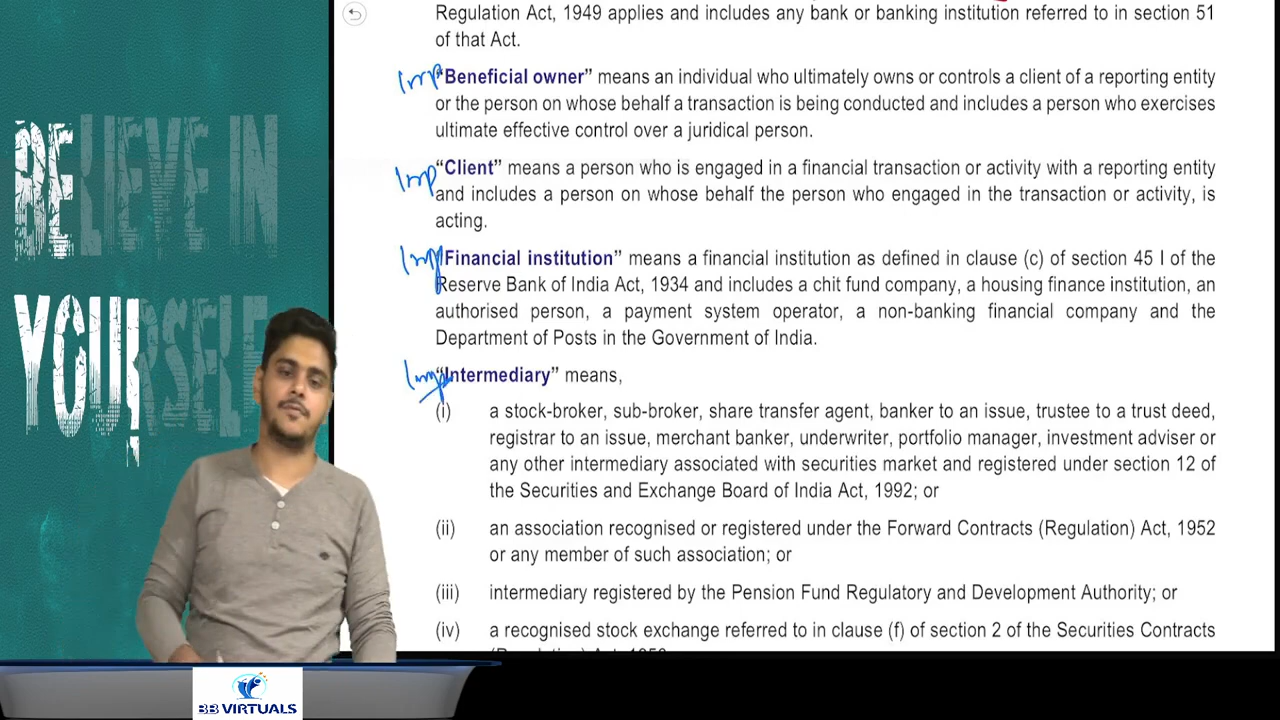 BELIEVE IN
YOURSELF
Regulation Act, 1949 applies and includes any bank or banking institution referred to in section 51
of that Act.
Imp "Beneficial owner" means an individual who ultimately owns or controls a client of a reporting entity
or the person on whose behalf a transaction is being conducted and includes a person who exercises
ultimate effective control over a juridical person.
Imp "Client" means a person who is engaged in a financial transaction or activity with a reporting entity
and includes a person on whose behalf the person who engaged in the transaction or activity, is
acting.
Imp "Financial institution" means a financial institution as defined in clause (c) of section 45 I of the
Reserve Bank of India Act, 1934 and includes a chit fund company, a housing finance institution, an
authorised person, a payment system operator, a non-banking financial company and the
Department of Posts in the Government of India.
Imp "Intermediary" means,
(i) a stock-broker, sub-broker, share transfer agent, banker to an issue, trustee to a trust deed,
registrar to an issue, merchant banker, underwriter, portfolio manager, investment adviser or
any other intermediary associated with securities market and registered under section 12 of
the Securities and Exchange Board of India Act, 1992; or
(ii) an association recognised or registered under the Forward Contracts (Regulation) Act, 1952
or any member of such association; or
(iii) intermediary registered by the Pension Fund Regulatory and Development Authority; or
(iv) a recognised stock exchange referred to in clause (f) of section 2 of the Securities Contracts
BB VIRTUALS